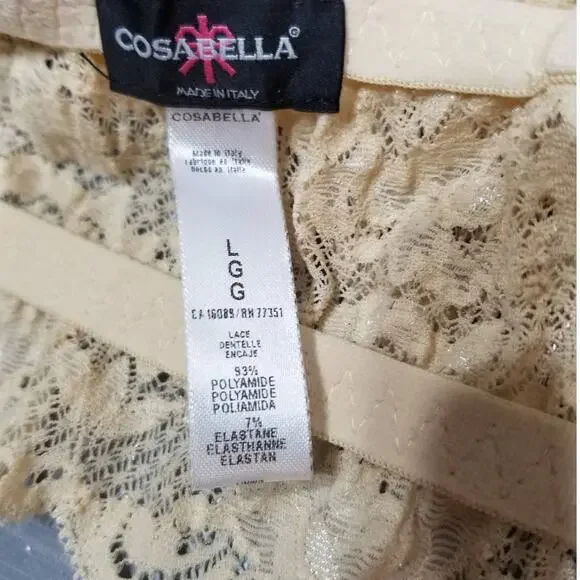 COSABELLA
MADE IN ITALY
COSABELLA
Made in Italy
Fabrique en Italie
Hecho en Italia
L
G
G
CA 16089/RN 77351
LACE
DENTELLE
ENCAJE
93%
POLYAMIDE
POLYAMIDE
POLIAMIDA
7%
ELASTANE
ELASTHANNE
ELASTAN